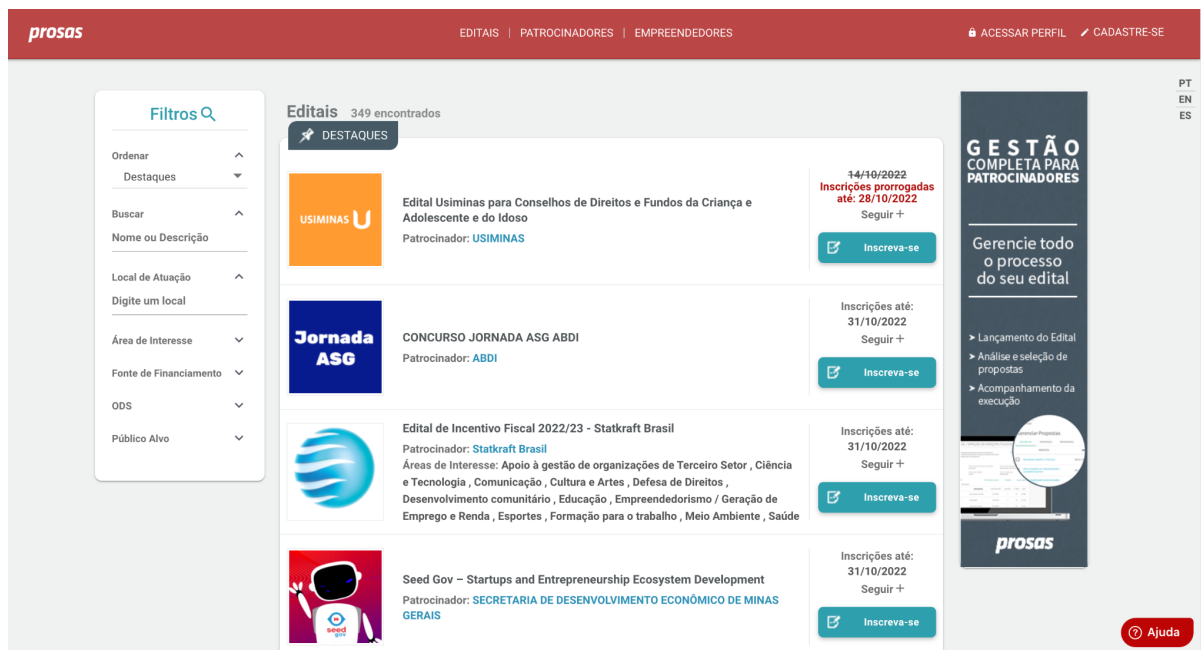 prosas
EDITAIS | PATROCINADORES | EMPREENDEDORES
ACESSAR PERFIL
CADASTRE-SE
PT
EN
ES
Filtros
Ordenar
Destaques
Buscar
Nome ou Descrição
Local de Atuação
Digite um local
Área de Interesse
Fonte de Financiamento
ODS
Público Alvo
Editais 349 encontrados
DESTAQUES
USIMINAS
Edital Usiminas para Conselhos de Direitos e Fundos da Criança e
Adolescente e do Idoso
Patrocinador: USIMINAS
14/10/2022
Inscrições prorrogadas
até: 28/10/2022
Seguir +
Inscreva-se
Jornada
ASG
CONCURSO JORNADA ASG ABDI
Patrocinador: ABDI
Inscrições até:
31/10/2022
Seguir +
Inscreva-se
Edital de Incentivo Fiscal 2022/23 - Statkraft Brasil
Patrocinador: Statkraft Brasil
Áreas de Interesse: Apoio à gestão de organizações de Terceiro Setor , Ciência
e Tecnologia , Comunicação , Cultura e Artes , Defesa de Direitos ,
Desenvolvimento comunitário , Educação , Empreendedorismo / Geração de
Emprego e Renda , Esportes , Formação para o trabalho , Meio Ambiente , Saúde
Inscrições até:
31/10/2022
Seguir +
Inscreva-se
seed
gov
Seed Gov – Startups and Entrepreneurship Ecosystem Development
Patrocinador: SECRETARIA DE DESENVOLVIMENTO ECONÔMICO DE MINAS
GERAIS
Inscrições até:
31/10/2022
Seguir +
Inscreva-se
GESTÃO
COMPLETA PARA
PATROCINADORES
Gerencie todo
o processo
do seu edital
➤ Lançamento do Edital
➤ Análise e seleção de
propostas
➤ Acompanhamento da
execução
prosas
Ajuda